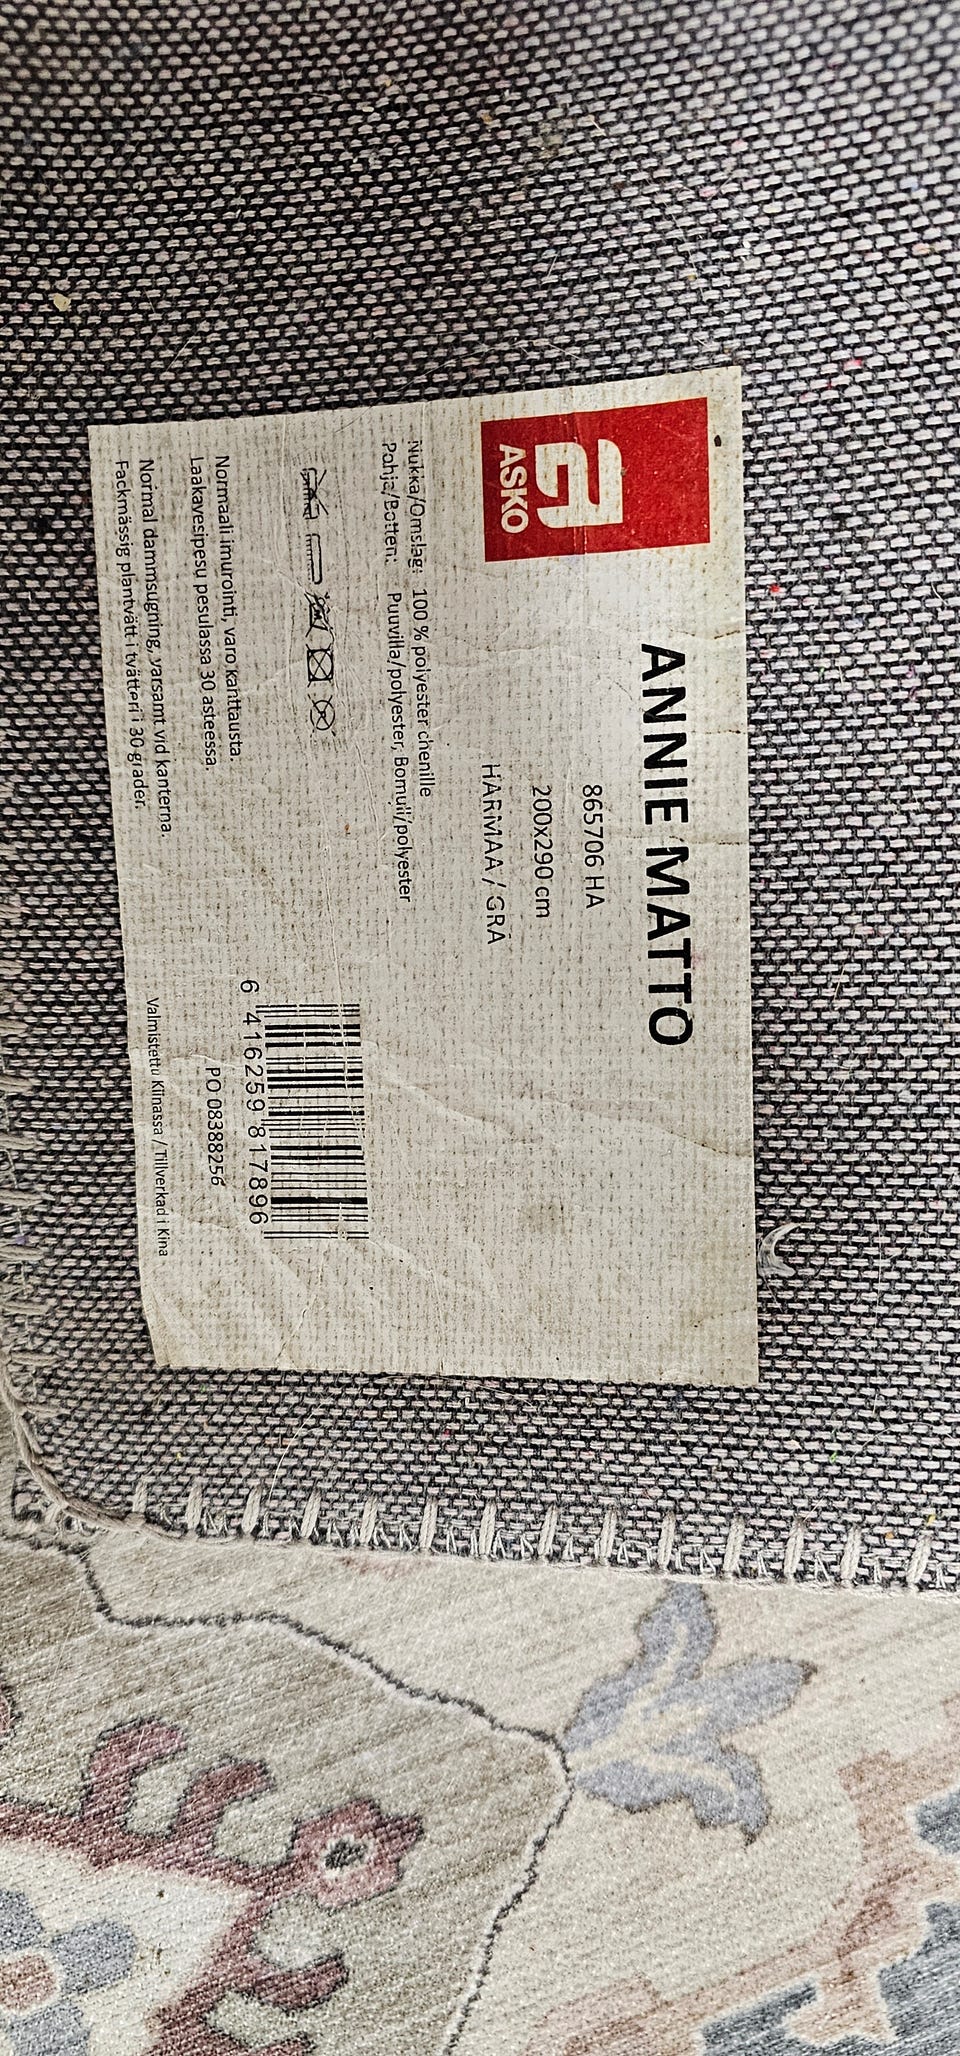 ASKO
ANNIE MATTO
865706 HA
200x290 cm
HARMAA / GRÅ
Nukka/Omslag: 100 % polyester chenille
Pohja/Botten: Puuvilla/polyester, Bomull/polyester
Normaali imurointi, varo kanttausta.
Laakavesipesu pesulassa 30 asteessa.
Normal dammsugning, varsamt vid kanterna.
Fackmässig plantvätt i tvätteri i 30 grader.
6 416259 817896
PO 08388256
Valmistettu Kiinassa / Tillverkad i Kina